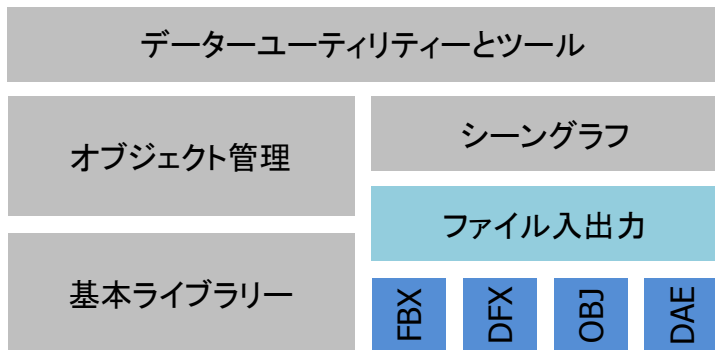 データーユーティリティーとツール
オブジェクト管理
シーングラフ
ファイル入出力
基本ライブラリー
FBX
DFX
OBJ
DAE